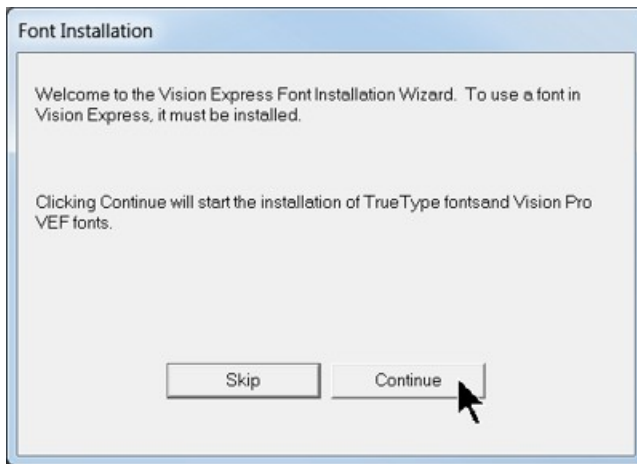 Font Installation
Welcome to the Vision Express Font Installation Wizard. To use a font in
Vision Express, it must be installed.
Clicking Continue will start the installation of TrueType fontsand Vision Pro
VEF fonts.
Skip
Continue